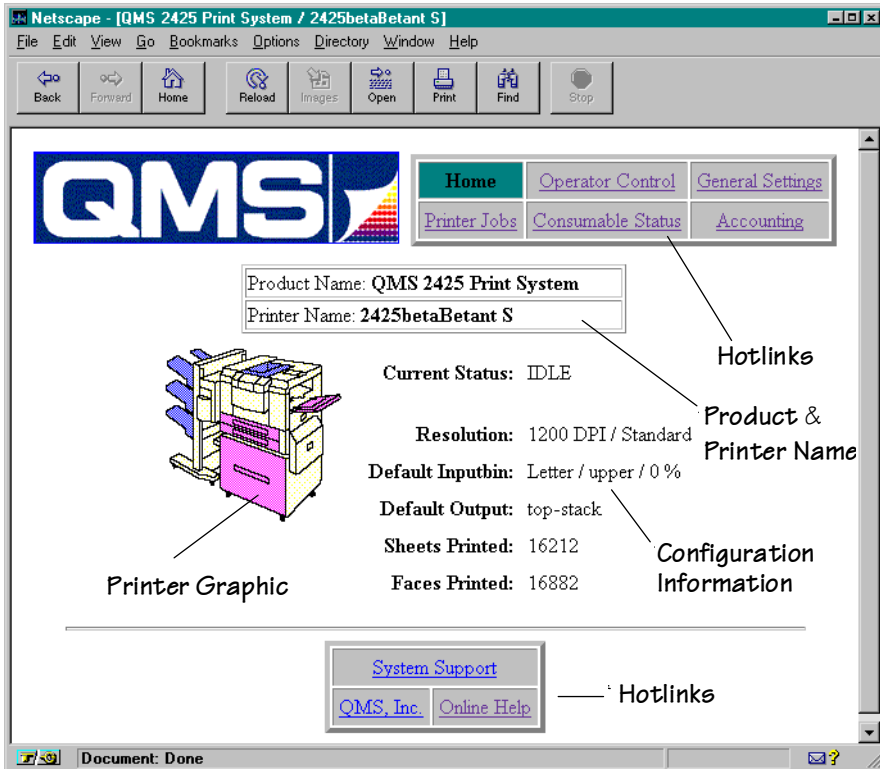 Netscape - [QMS 2425 Print System / 2425betaBetant S]
File Edit View Go Bookmarks Options Directory Window Help
Back Forward Home Reload Images Open Print Find Stop
QMS
Home Operator Control General Settings
Printer Jobs Consumable Status Accounting
Product Name: QMS 2425 Print System
Printer Name: 2425betaBetant S
Hotlinks
Current Status: IDLE
Product &
Printer Name
Resolution: 1200 DPI / Standard
Default Inputbin: Letter / upper / 0 %
Default Output: top-stack
Sheets Printed: 16212
Configuration
Information
Faces Printed: 16882
Printer Graphic
System Support
QMS, Inc. Online Help
Hotlinks
Document: Done